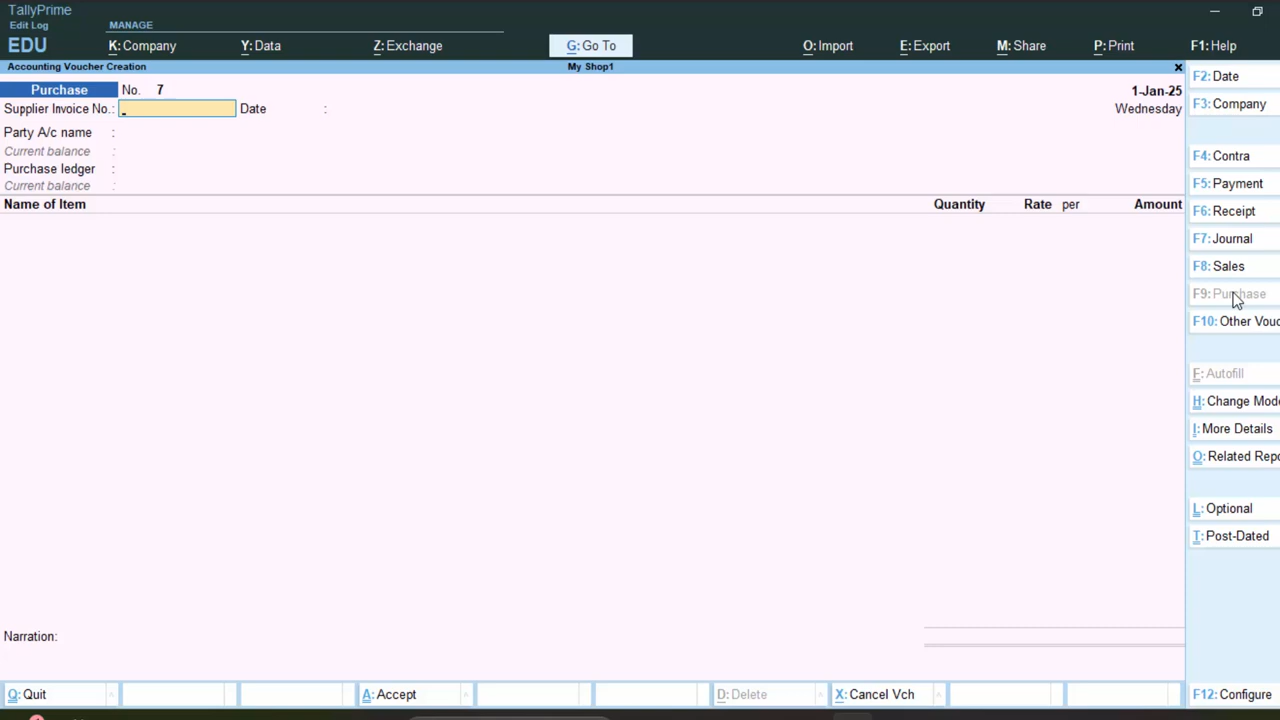 TallyPrime
Edit Log
MANAGE
EDU
K: Company
Y: Data
Z: Exchange
G: Go To
O: Import
E: Export
M: Share
P: Print
F1: Help
Accounting Voucher Creation
My Shop1
Purchase No. 7
1-Jan-25
Supplier Invoice No.: Date :
Wednesday
Party A/c name :
Current balance :
Purchase ledger :
Current balance :
Name of Item Quantity Rate per Amount
F2: Date
F3: Company
F4: Contra
F5: Payment
F6: Receipt
F7: Journal
F8: Sales
F9: Purchase
F10: Other Vouc
F: Autofill
H: Change Mode
I: More Details
O: Related Repo
L: Optional
T: Post-Dated
Narration:
Q: Quit
A: Accept
D: Delete
X: Cancel Vch
F12: Configure